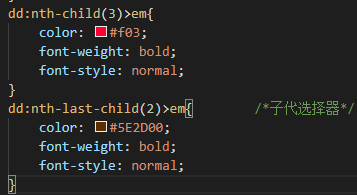 dd:nth-child(3)>em{
color: #f03;
font-weight: bold;
font-style: normal;
}
dd:nth-last-child(2)>em{ /*子代选择器*/
color: #5E2D00;
font-weight: bold;
font-style: normal;
}